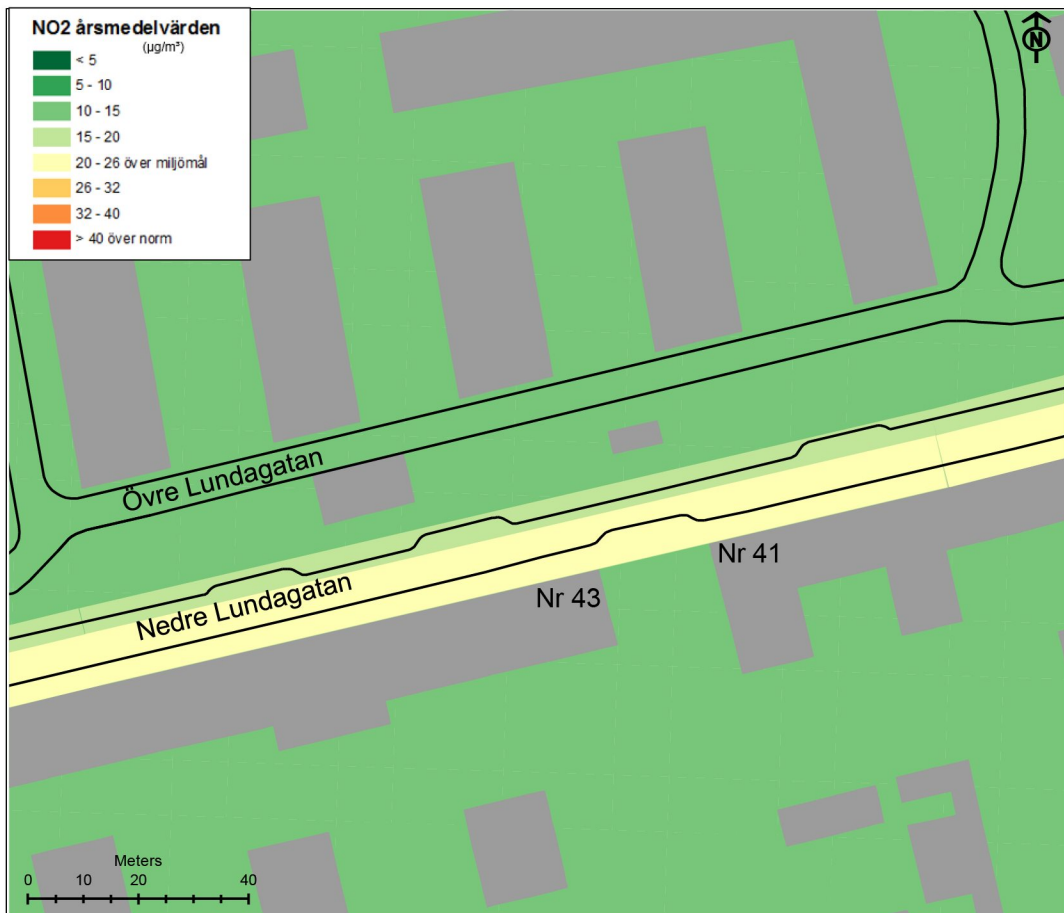 NO2 årsmedelvärden
(µg/m³)
< 5
5 - 10
10 - 15
15 - 20
20 - 26 över miljömål
26 - 32
32 - 40
> 40 över norm
N
Övre Lundagatan
Nedre Lundagatan
Nr 41
Nr 43
Meters
0 10 20 40